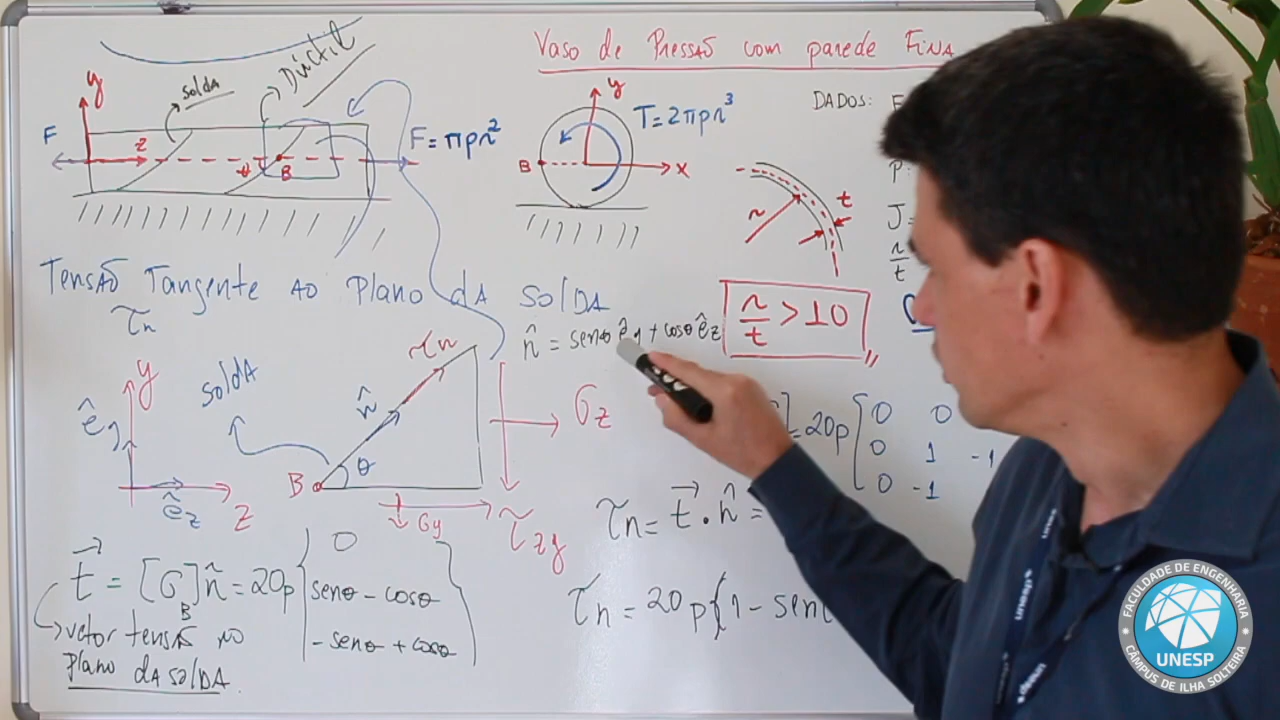 Vaso de Pressão com parede Fina
DADOS: F
y
solda
Dúctil
F
z
θ
B
F = πpr²
y
T = 2πpr³
B
x
r
t
p
J =
r/t
r/t > 10
Tensão Tangente ao Plano da Solda
τn
n̂ = senθ êy + cosθ êz
y
êy
êz
z
solda
B
θ
n̂
τn
σz
σy
τzy
= 20p [ 0 0
0 1 -1
0 -1
t⃗ = [σ]B n̂ = 20p { 0
senθ - cosθ
- senθ + cosθ }
vetor tensão no
plano da solda.
τn = t⃗ · n̂ =
τn = 20p { 1 - sen(
FACULDADE DE ENGENHARIA
UNESP
CÂMPUS DE ILHA SOLTEIRA
unesp